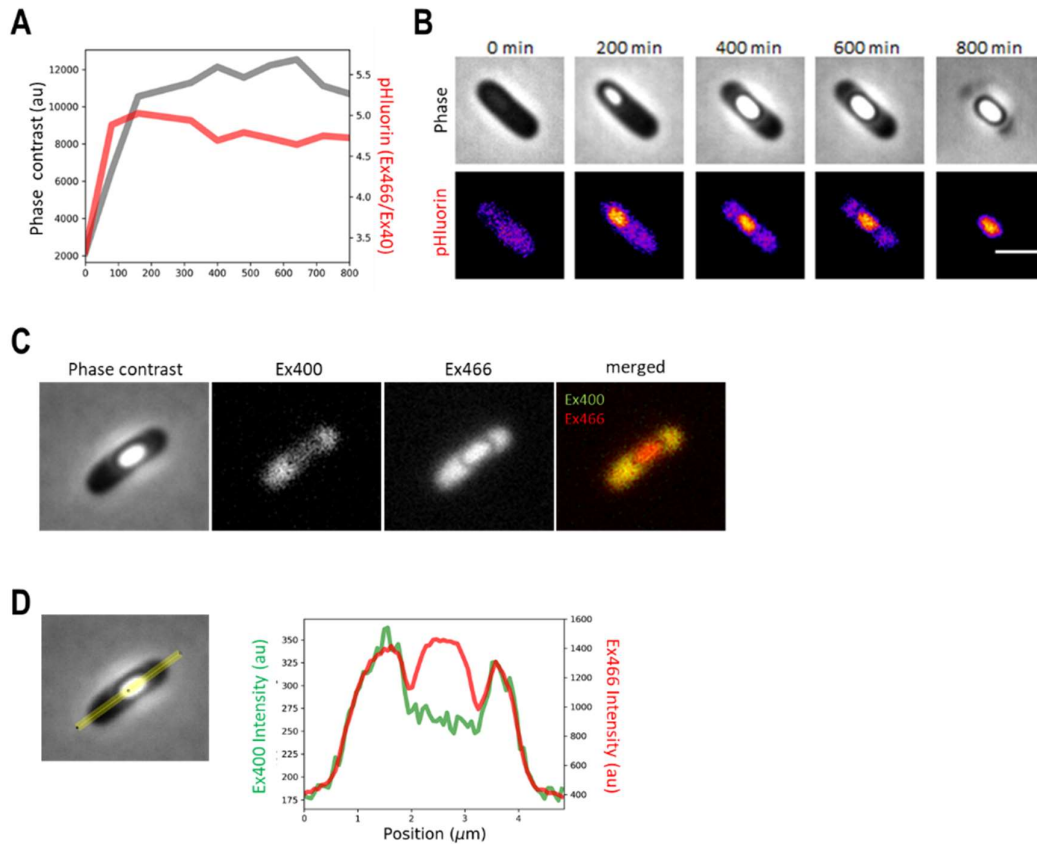 A
Phase contrast (au)
12000
10000
8000
6000
4000
2000
5.5
5.0
4.5
4.0
3.5
pHluorin (Ex466/Ex40)
0 100 200 300 400 500 600 700 800
B
0 min 200 min 400 min 600 min 800 min
Phase
pHluorin
C
Phase contrast Ex400 Ex466 merged
Ex400
Ex466
D
Ex400 Intensity (au)
350
325
300
275
250
225
200
175
1600
1400
1200
1000
800
600
400
Ex466 Intensity (au)
0 1 2 3 4
Position (μm)